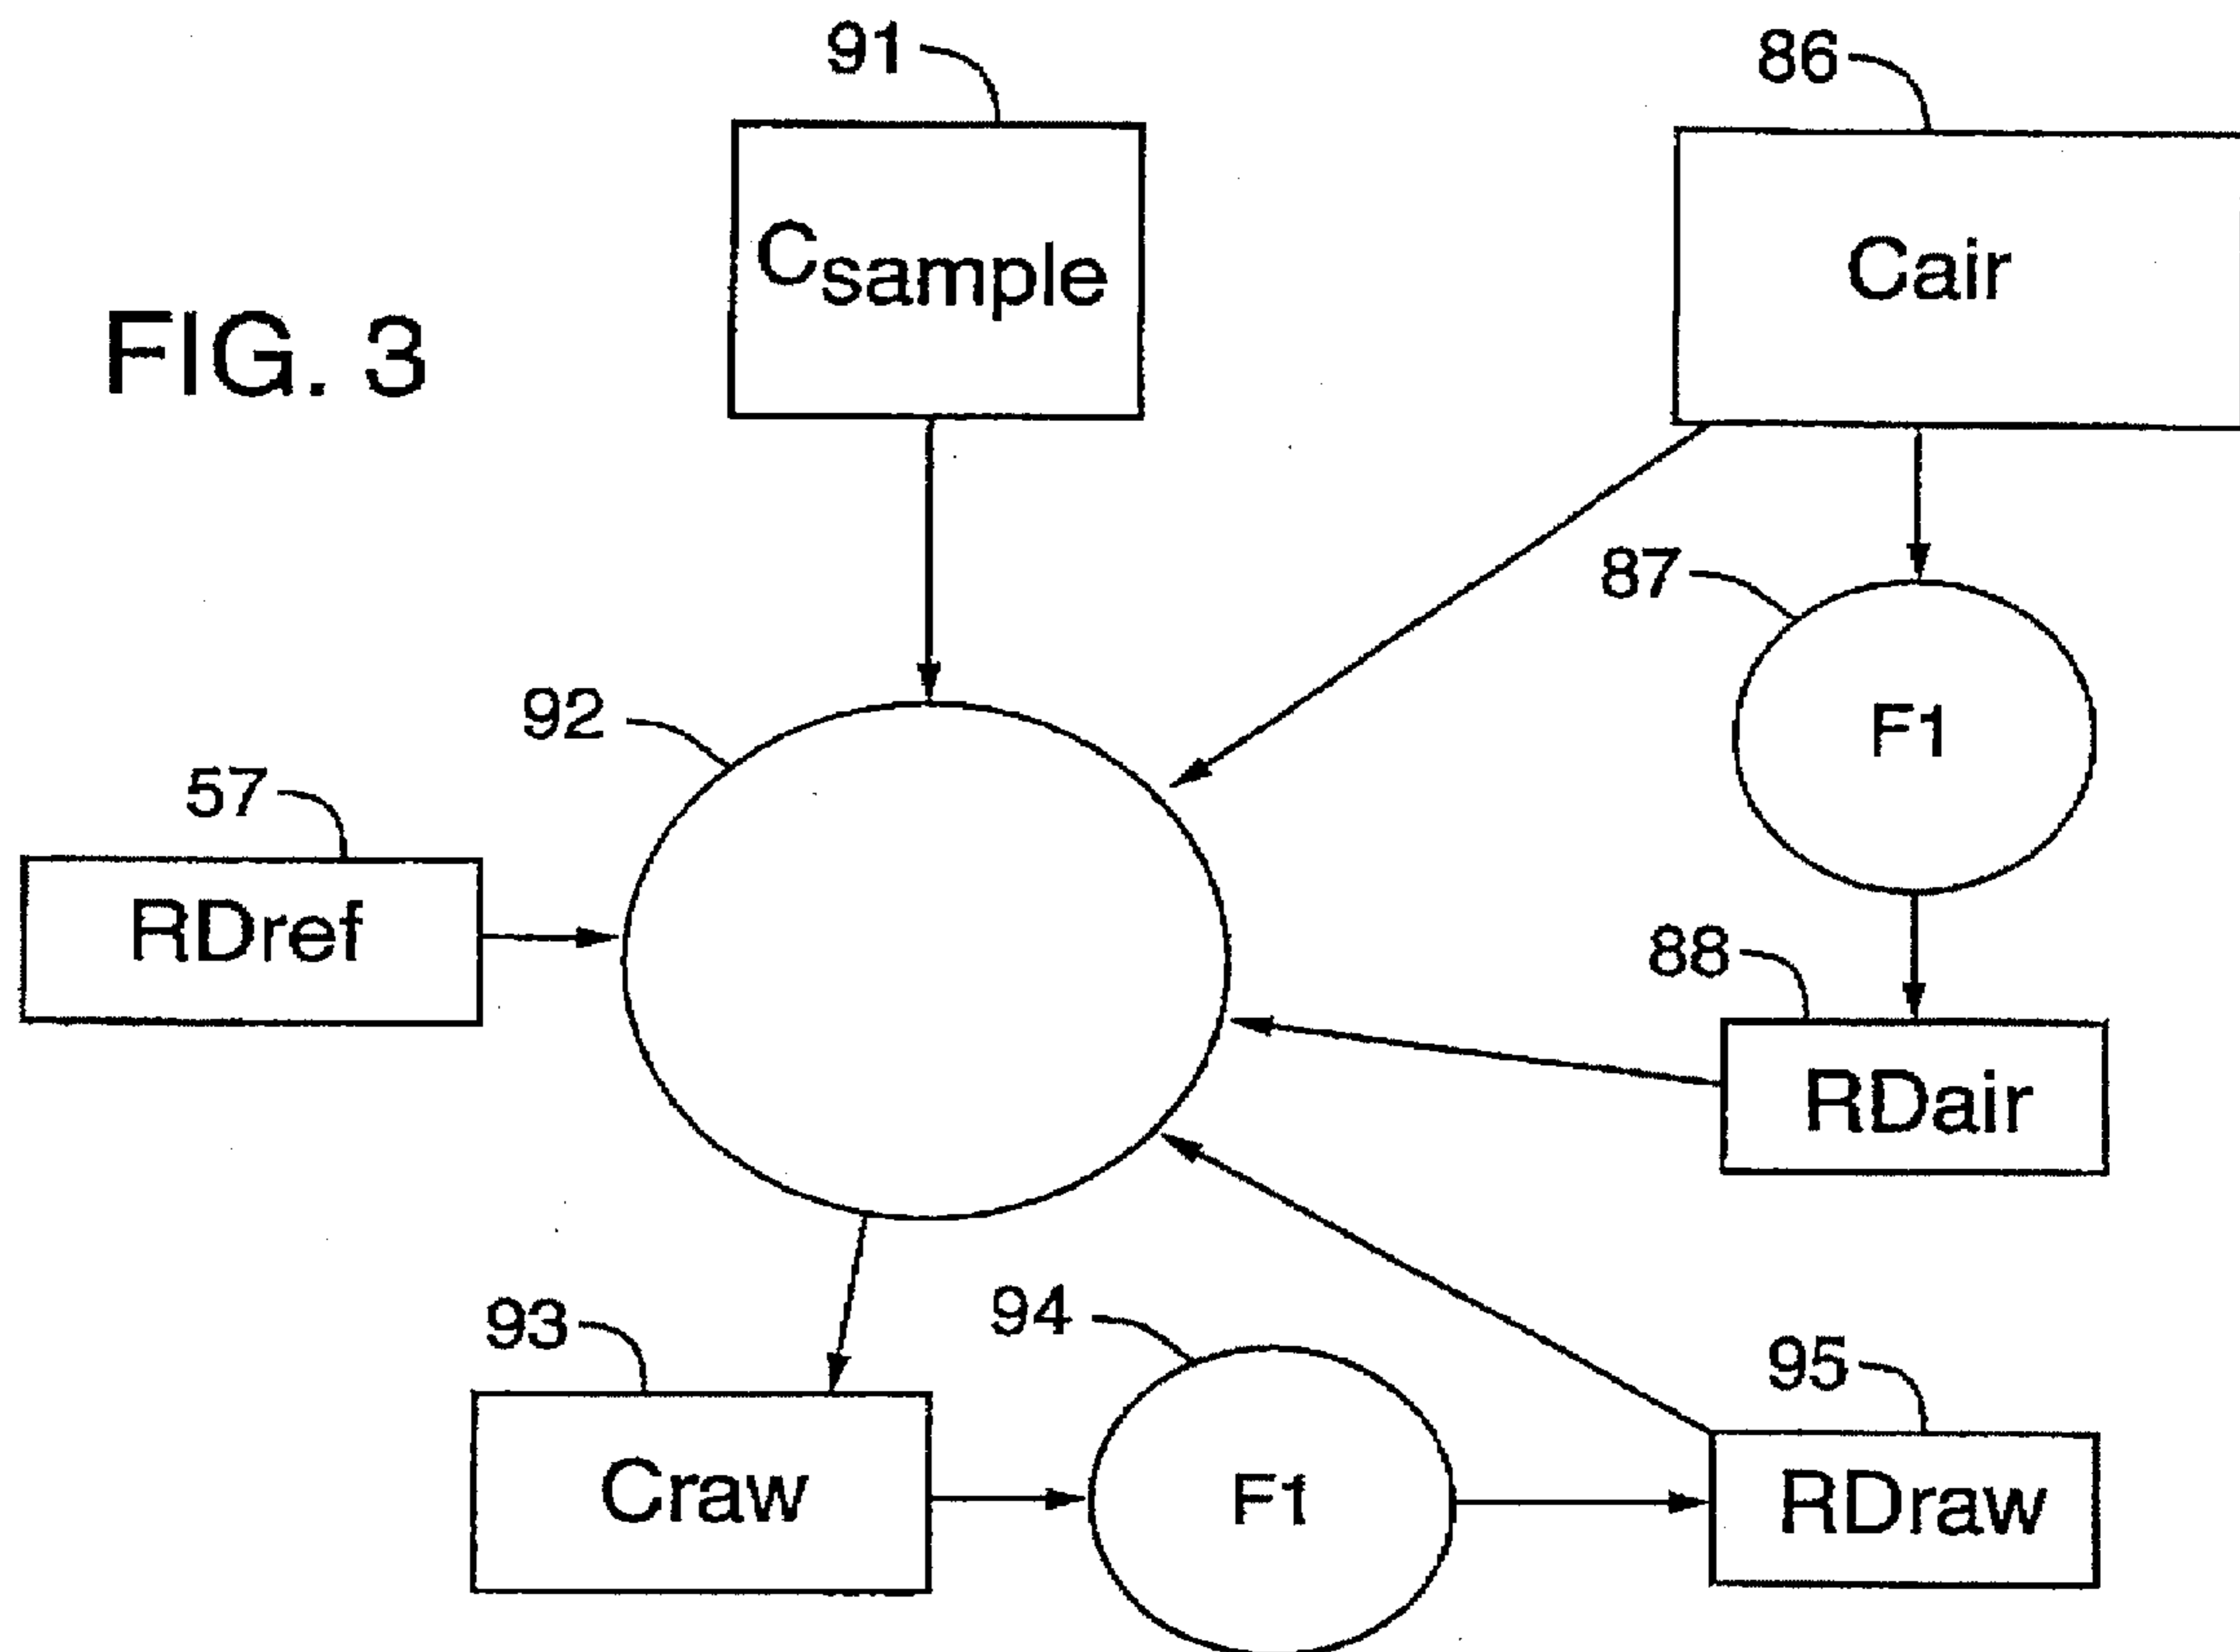 91
86
Csample
Cair
FIG. 3
87
92
F1
57
RDref
88
RDair
93
94
95
Craw
F1
RDraw